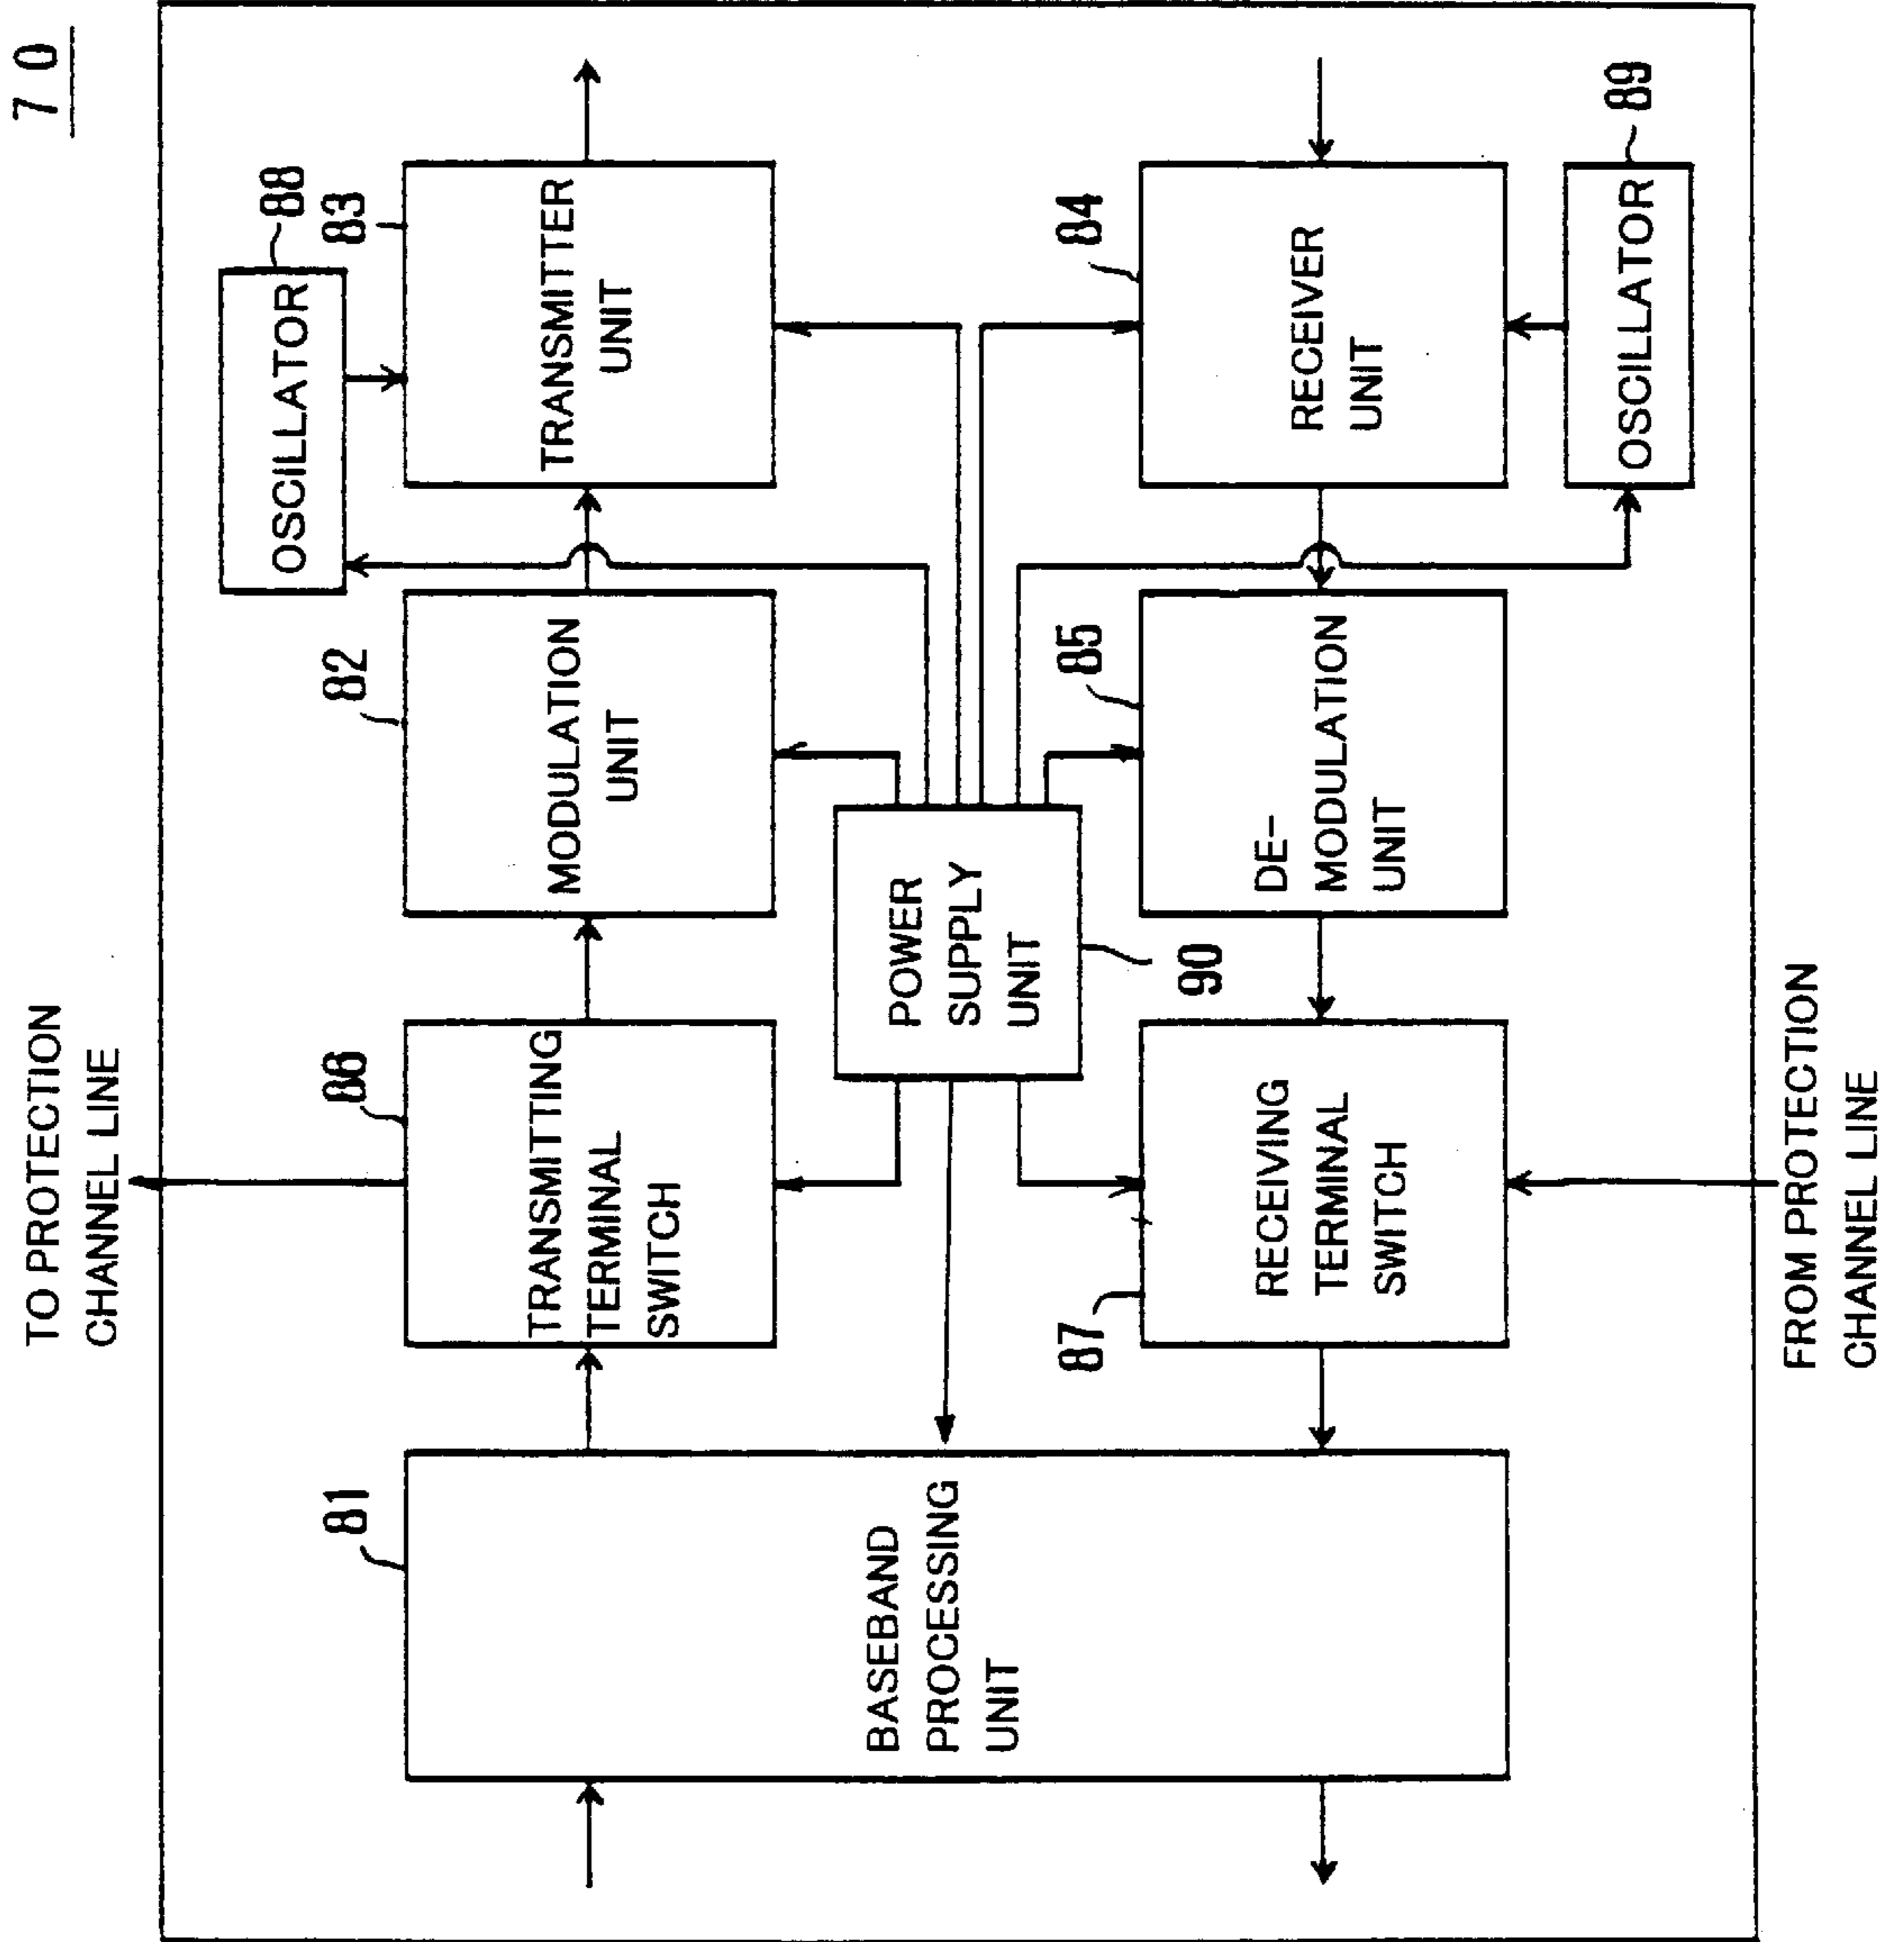 7 0
TO PROTECTION
CHANNEL LINE
88
OSCILLATOR
81
86
82
83
TRANSMITTING
TERMINAL
SWITCH
MODULATION
UNIT
TRANSMITTER
UNIT
BASEBAND
PROCESSING
UNIT
POWER
SUPPLY
UNIT
90
87
85
84
RECEIVING
TERMINAL
SWITCH
DE-
MODULATION
UNIT
RECEIVER
UNIT
OSCILLATOR
89
FROM PROTECTION
CHANNEL LINE